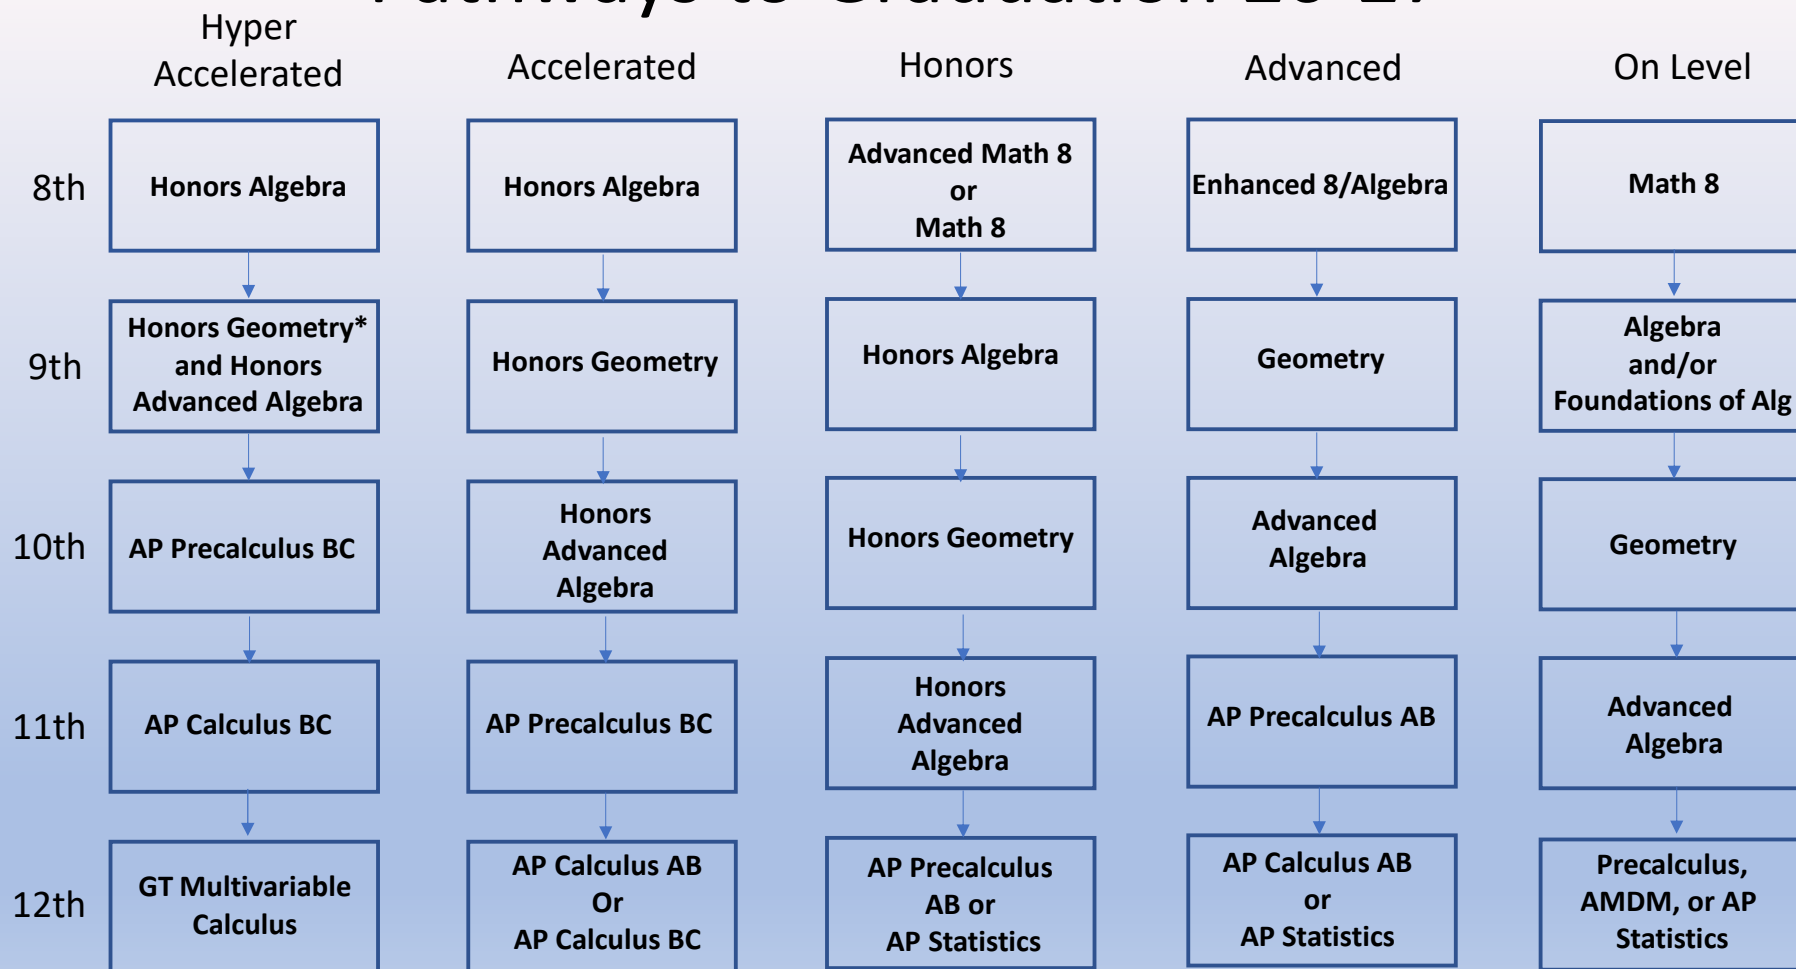 Pathways to Graduation 26-27
Hyper
Accelerated
Accelerated
Honors
Advanced
On Level
8th
Honors Algebra
Honors Algebra
Advanced Math 8
or
Math 8
Enhanced 8/Algebra
Math 8
9th
Honors Geometry*
and Honors
Advanced Algebra
Honors Geometry
Honors Algebra
Geometry
Algebra
and/or
Foundations of Alg
10th
AP Precalculus BC
Honors
Advanced
Algebra
Honors Geometry
Advanced
Algebra
Geometry
11th
AP Calculus BC
AP Precalculus BC
Honors
Advanced
Algebra
AP Precalculus AB
Advanced
Algebra
12th
GT Multivariable
Calculus
AP Calculus AB
Or
AP Calculus BC
AP Precalculus
AB or
AP Statistics
AP Calculus AB
or
AP Statistics
Precalculus,
AMDM, or AP
Statistics